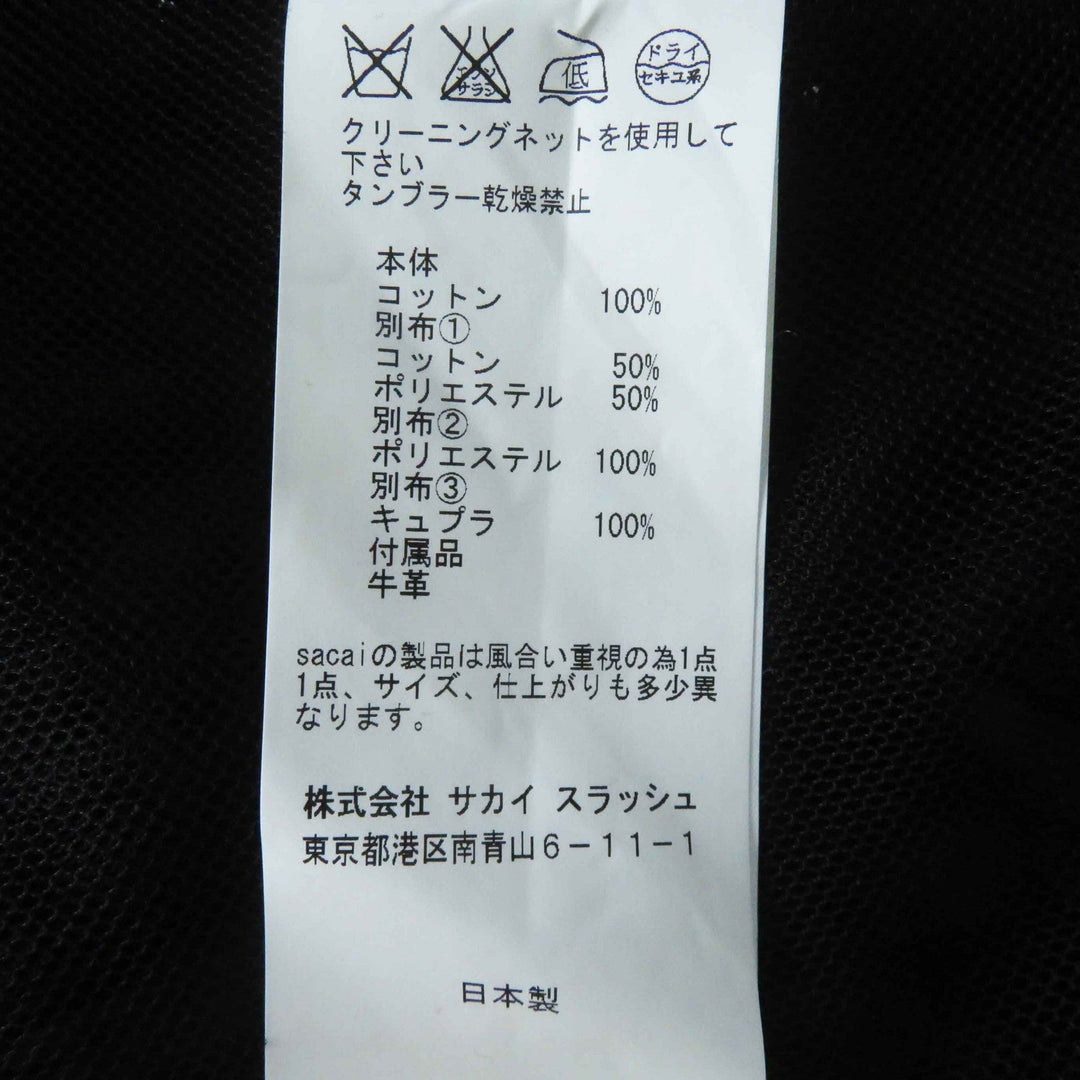 エンソ
サラシ
低
ドライ
セキユ系
クリーニングネットを使用して
下さい
タンブラー乾燥禁止
本体
コットン 100%
別布①
コットン 50%
ポリエステル 50%
別布②
ポリエステル 100%
別布③
キュプラ 100%
付属品
牛革
sacaiの製品は風合い重視の為1点
1点、サイズ、仕上がりも多少異
なります。
株式会社 サカイ スラッシュ
東京都港区南青山6−11−1
日本製